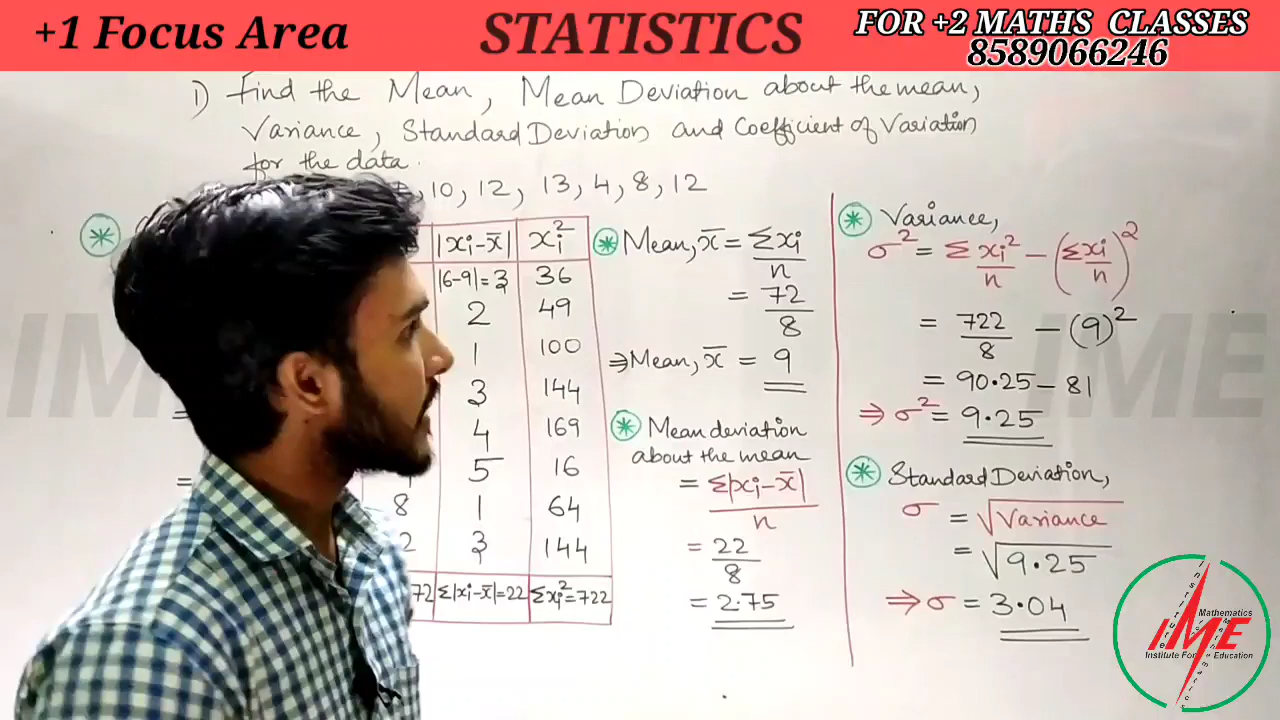 +1 Focus Area
STATISTICS
FOR +2 MATHS CLASSES
8589066246
1) Find the Mean, Mean Deviation about the mean,
Variance, Standard Deviation and Coefficient of Variation
for the data.
, 10, 12, 13, 4, 8, 12
|xi-x̄| xi²
|6-9|=3 36
2 49
1 100
3 144
4 169
5 16
8 1 64
2 3 144
72 Σ|xi-x̄|=22 Σxi²=722
Mean, x̄ = Σxi/n
= 72/8
⇒ Mean, x̄ = 9
Mean deviation
about the mean
= Σ|xi-x̄|/n
= 22/8
= 2.75
Variance,
σ² = Σxi²/n - (Σxi/n)²
= 722/8 - (9)²
= 90.25 - 81
⇒ σ² = 9.25
Standard Deviation,
σ = √Variance
= √9.25
⇒ σ = 3.04
IME
IME
Mathematics
IME
Institute For Education